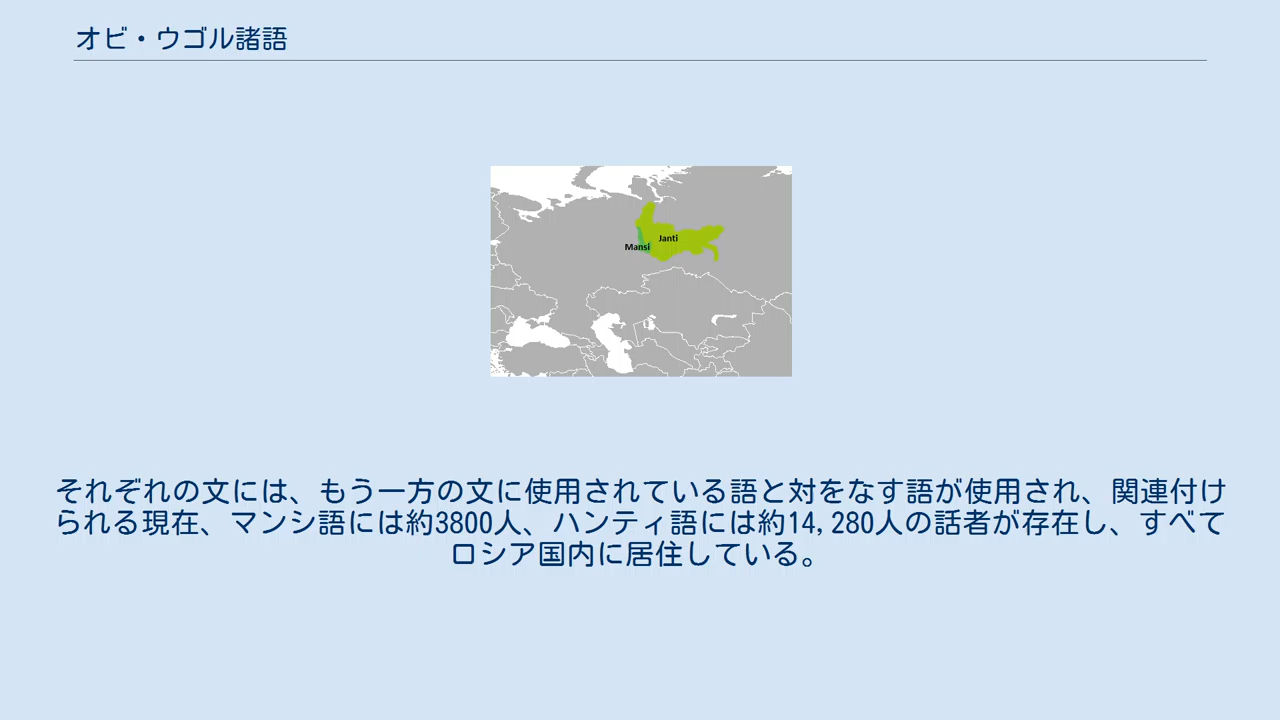 オビ・ウゴル諸語
Janti
Mansi
それぞれの文には、もう一方の文に使用されている語と対をなす語が使用され、関連付け
られる現在、マンシ語には約3800人、ハンティ語には約14,280人の話者が存在し、すべて
ロシア国内に居住している。